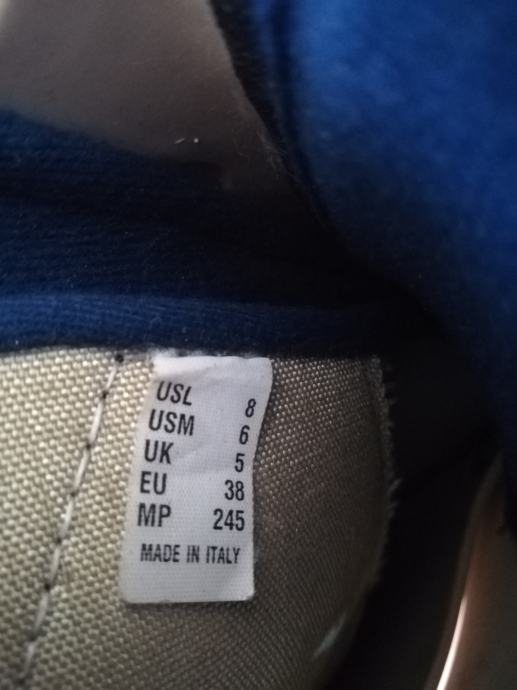 USL 8
USM 6
UK 5
EU 38
MP 245
MADE IN ITALY